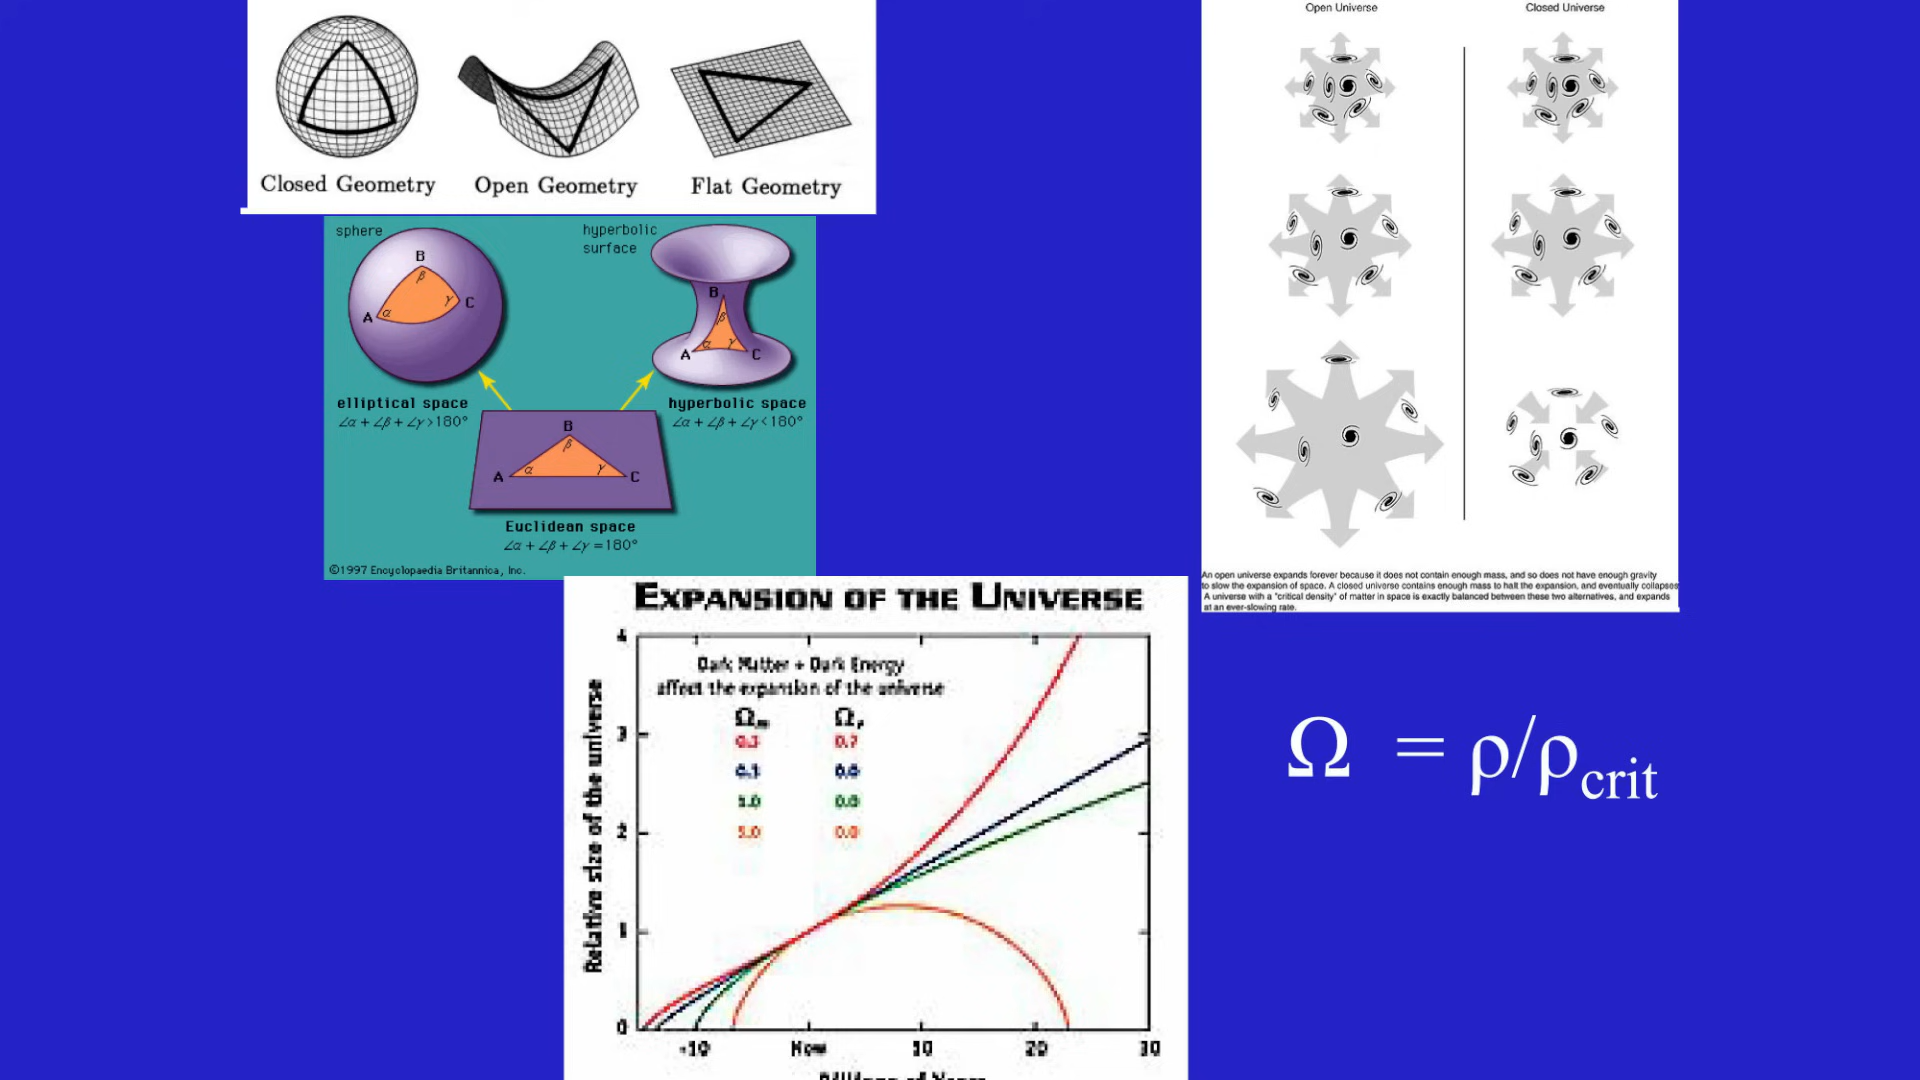 Closed Geometry
Open Geometry
Flat Geometry
sphere
B
β
γ C
A α
elliptical space
∠α + ∠β + ∠γ > 180°
hyperbolic
surface
B
β
A α γ C
hyperbolic space
∠α + ∠β + ∠γ < 180°
B
β
A α γ C
Euclidean space
∠α + ∠β + ∠γ = 180°
©1997 Encyclopaedia Britannica, Inc.
Open Universe
Closed Universe
An open universe expands forever because it does not contain enough mass, and so does not have enough gravity
to slow the expansion of space. A closed universe contains enough mass to halt the expansion, and eventually collapses
A universe with a "critical density" of matter in space is exactly balanced between these two alternatives, and expands
at an ever-slowing rate.
EXPANSION OF THE UNIVERSE
Dark Matter + Dark Energy
affect the expansion of the universe
Ω Ω
0.7
0.0
0.0
0.0
Relative size of the universe
4
3
2
1
0
-10 Now 10 20 30
Ω = ρ/ρcrit